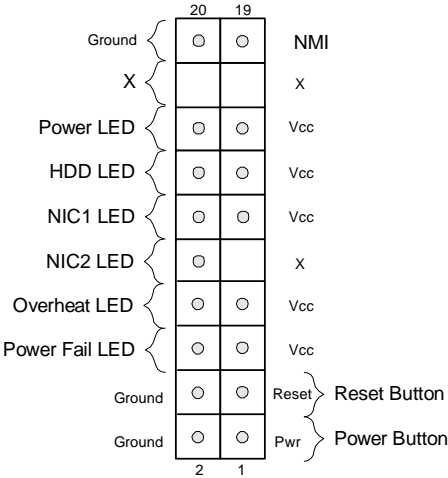 20 19
Ground NMI
X X
Power LED Vcc
HDD LED Vcc
NIC1 LED Vcc
NIC2 LED X
Overheat LED Vcc
Power Fail LED Vcc
Ground Reset Reset Button
Ground Pwr Power Button
2 1